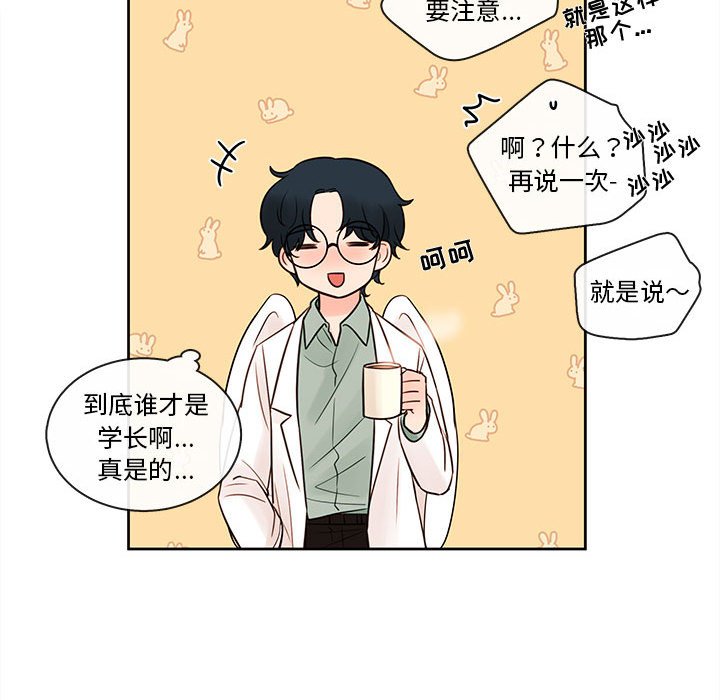 要注意...
就是这样
那个...
啊？什么？
再说一次-
沙沙
沙沙
沙沙
呵呵
就是说～
到底谁才是
学长啊...
真是的...